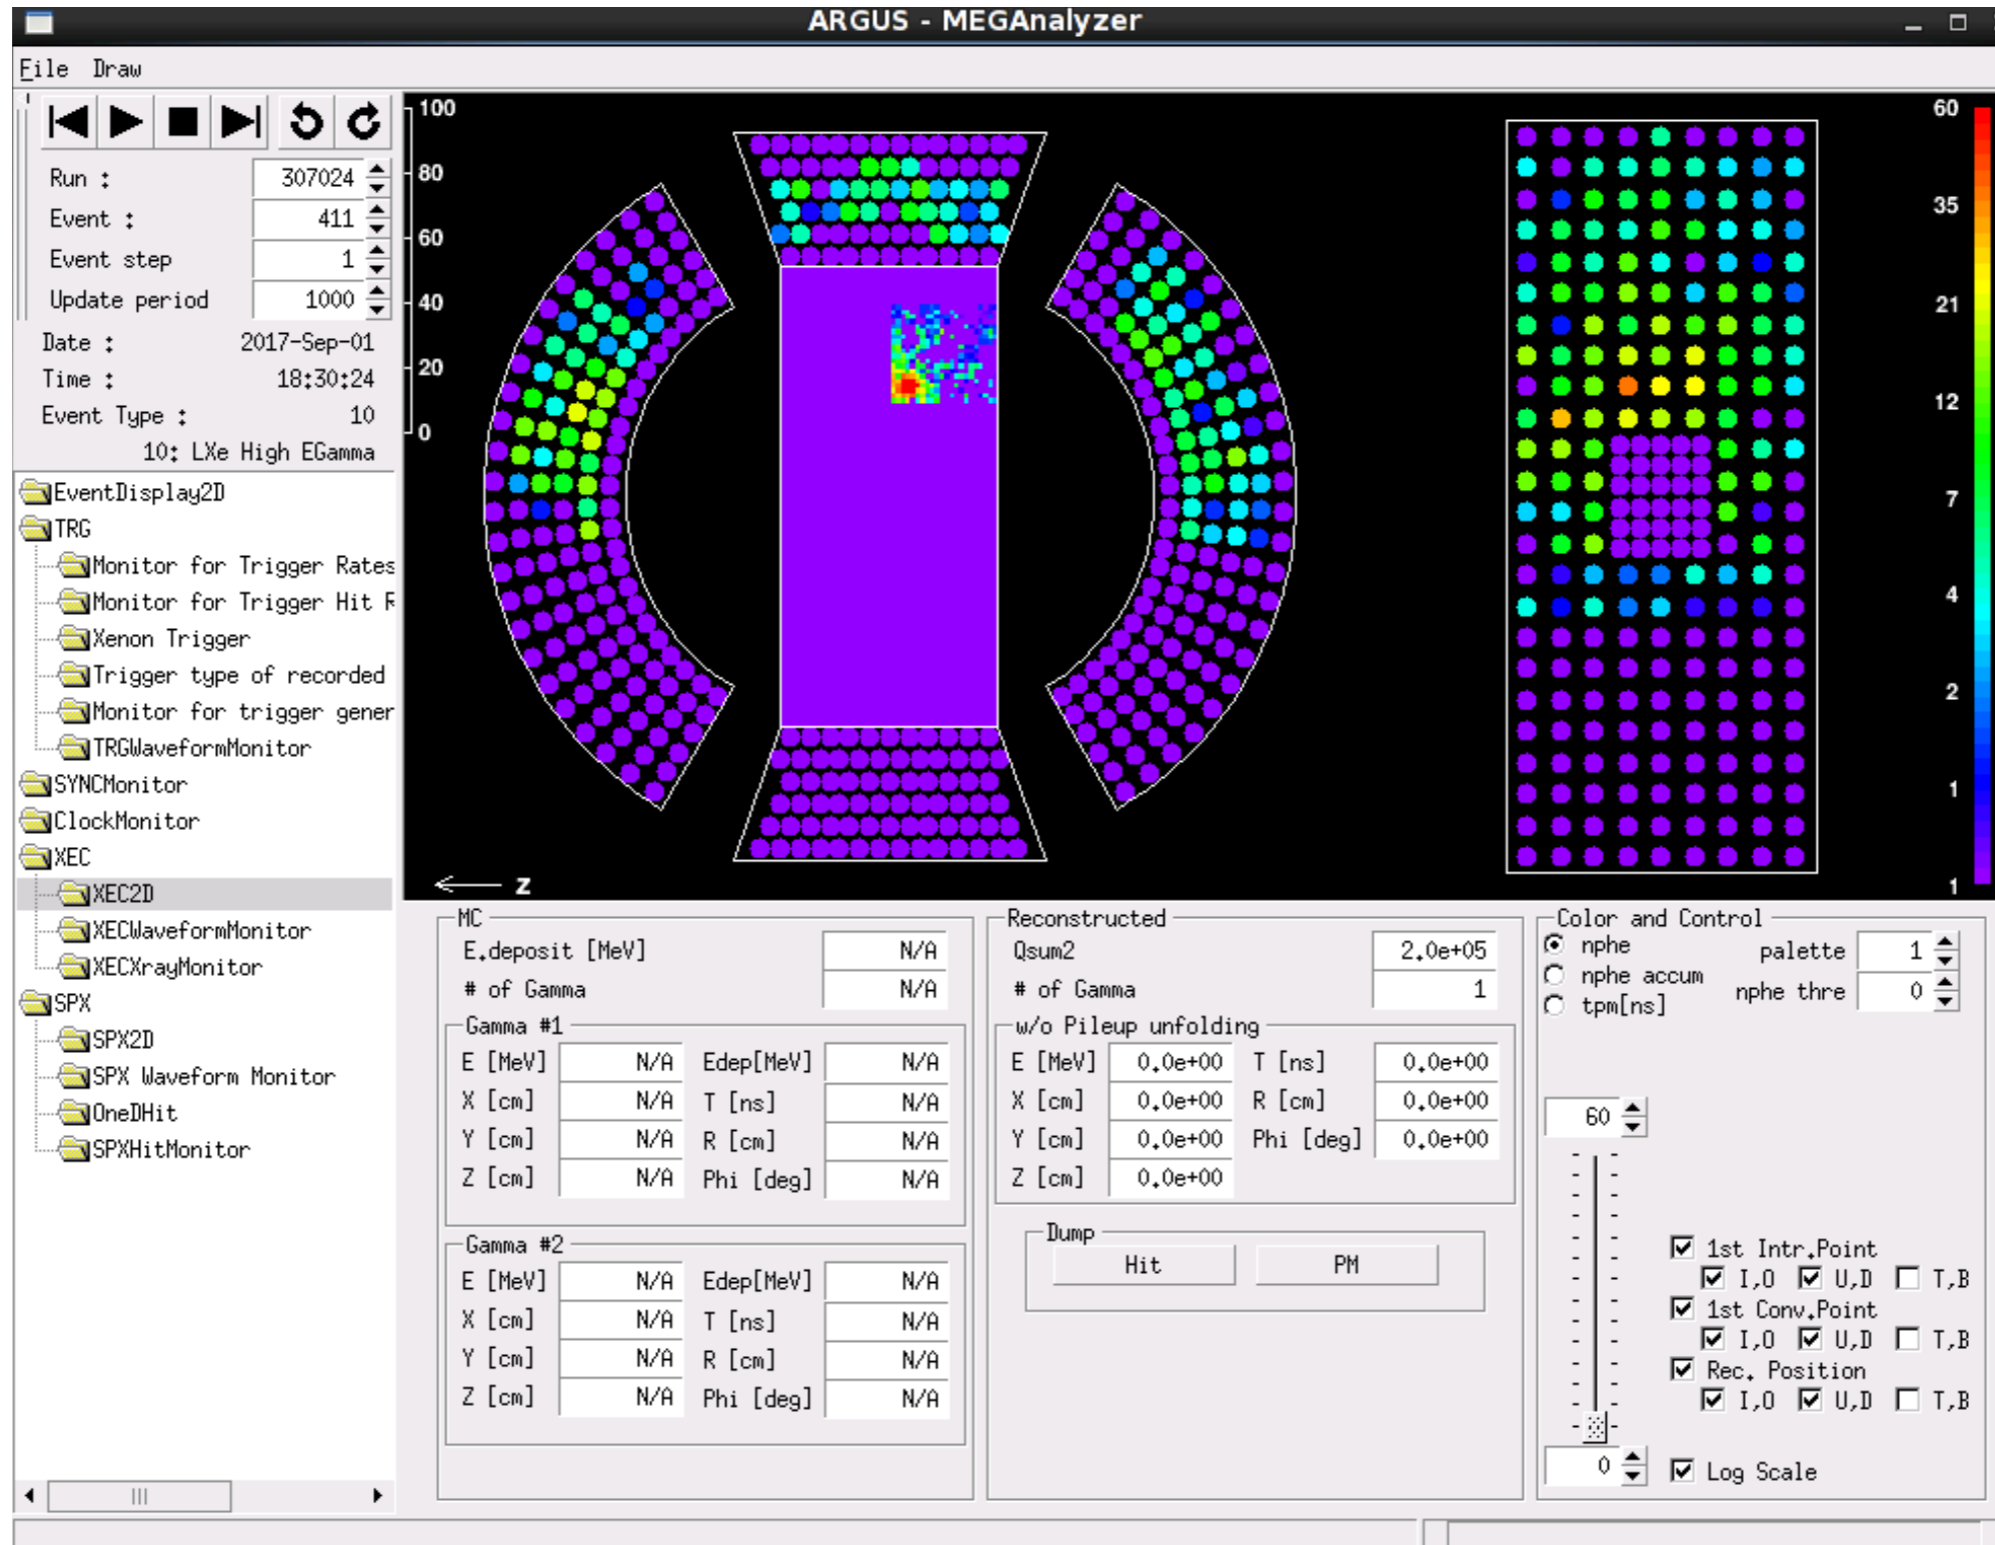 ARGUS - MEGAnalyzer
File Draw
Run : 307024
Event : 411
Event step 1
Update period 1000
Date : 2017-Sep-01
Time : 18:30:24
Event Type : 10
10: LXe High EGamma
EventDisplay2D
TRG
Monitor for Trigger Rates
Monitor for Trigger Hit R
Xenon Trigger
Trigger type of recorded
Monitor for trigger gener
TRGWaveformMonitor
SYNCMonitor
ClockMonitor
XEC
XEC2D
XECWaveformMonitor
XECXrayMonitor
SPX
SPX2D
SPX Waveform Monitor
OneDHit
SPXHitMonitor
100
80
60
40
20
0
Z
60
35
21
12
7
4
2
1
1
MC
E.deposit [MeV] N/A
# of Gamma N/A
Gamma #1
E [MeV] N/A Edep[MeV] N/A
X [cm] N/A T [ns] N/A
Y [cm] N/A R [cm] N/A
Z [cm] N/A Phi [deg] N/A
Gamma #2
E [MeV] N/A Edep[MeV] N/A
X [cm] N/A T [ns] N/A
Y [cm] N/A R [cm] N/A
Z [cm] N/A Phi [deg] N/A
Reconstructed
Qsum2 2.0e+05
# of Gamma 1
w/o Pileup unfolding
E [MeV] 0.0e+00 T [ns] 0.0e+00
X [cm] 0.0e+00 R [cm] 0.0e+00
Y [cm] 0.0e+00 Phi [deg] 0.0e+00
Z [cm] 0.0e+00
Dump
Hit PM
Color and Control
nphe palette 1
nphe accum nphe thre 0
tpm[ns]
60
1st Intr.Point
I,O U,D T,B
1st Conv.Point
I,O U,D T,B
Rec. Position
I,O U,D T,B
0 Log Scale